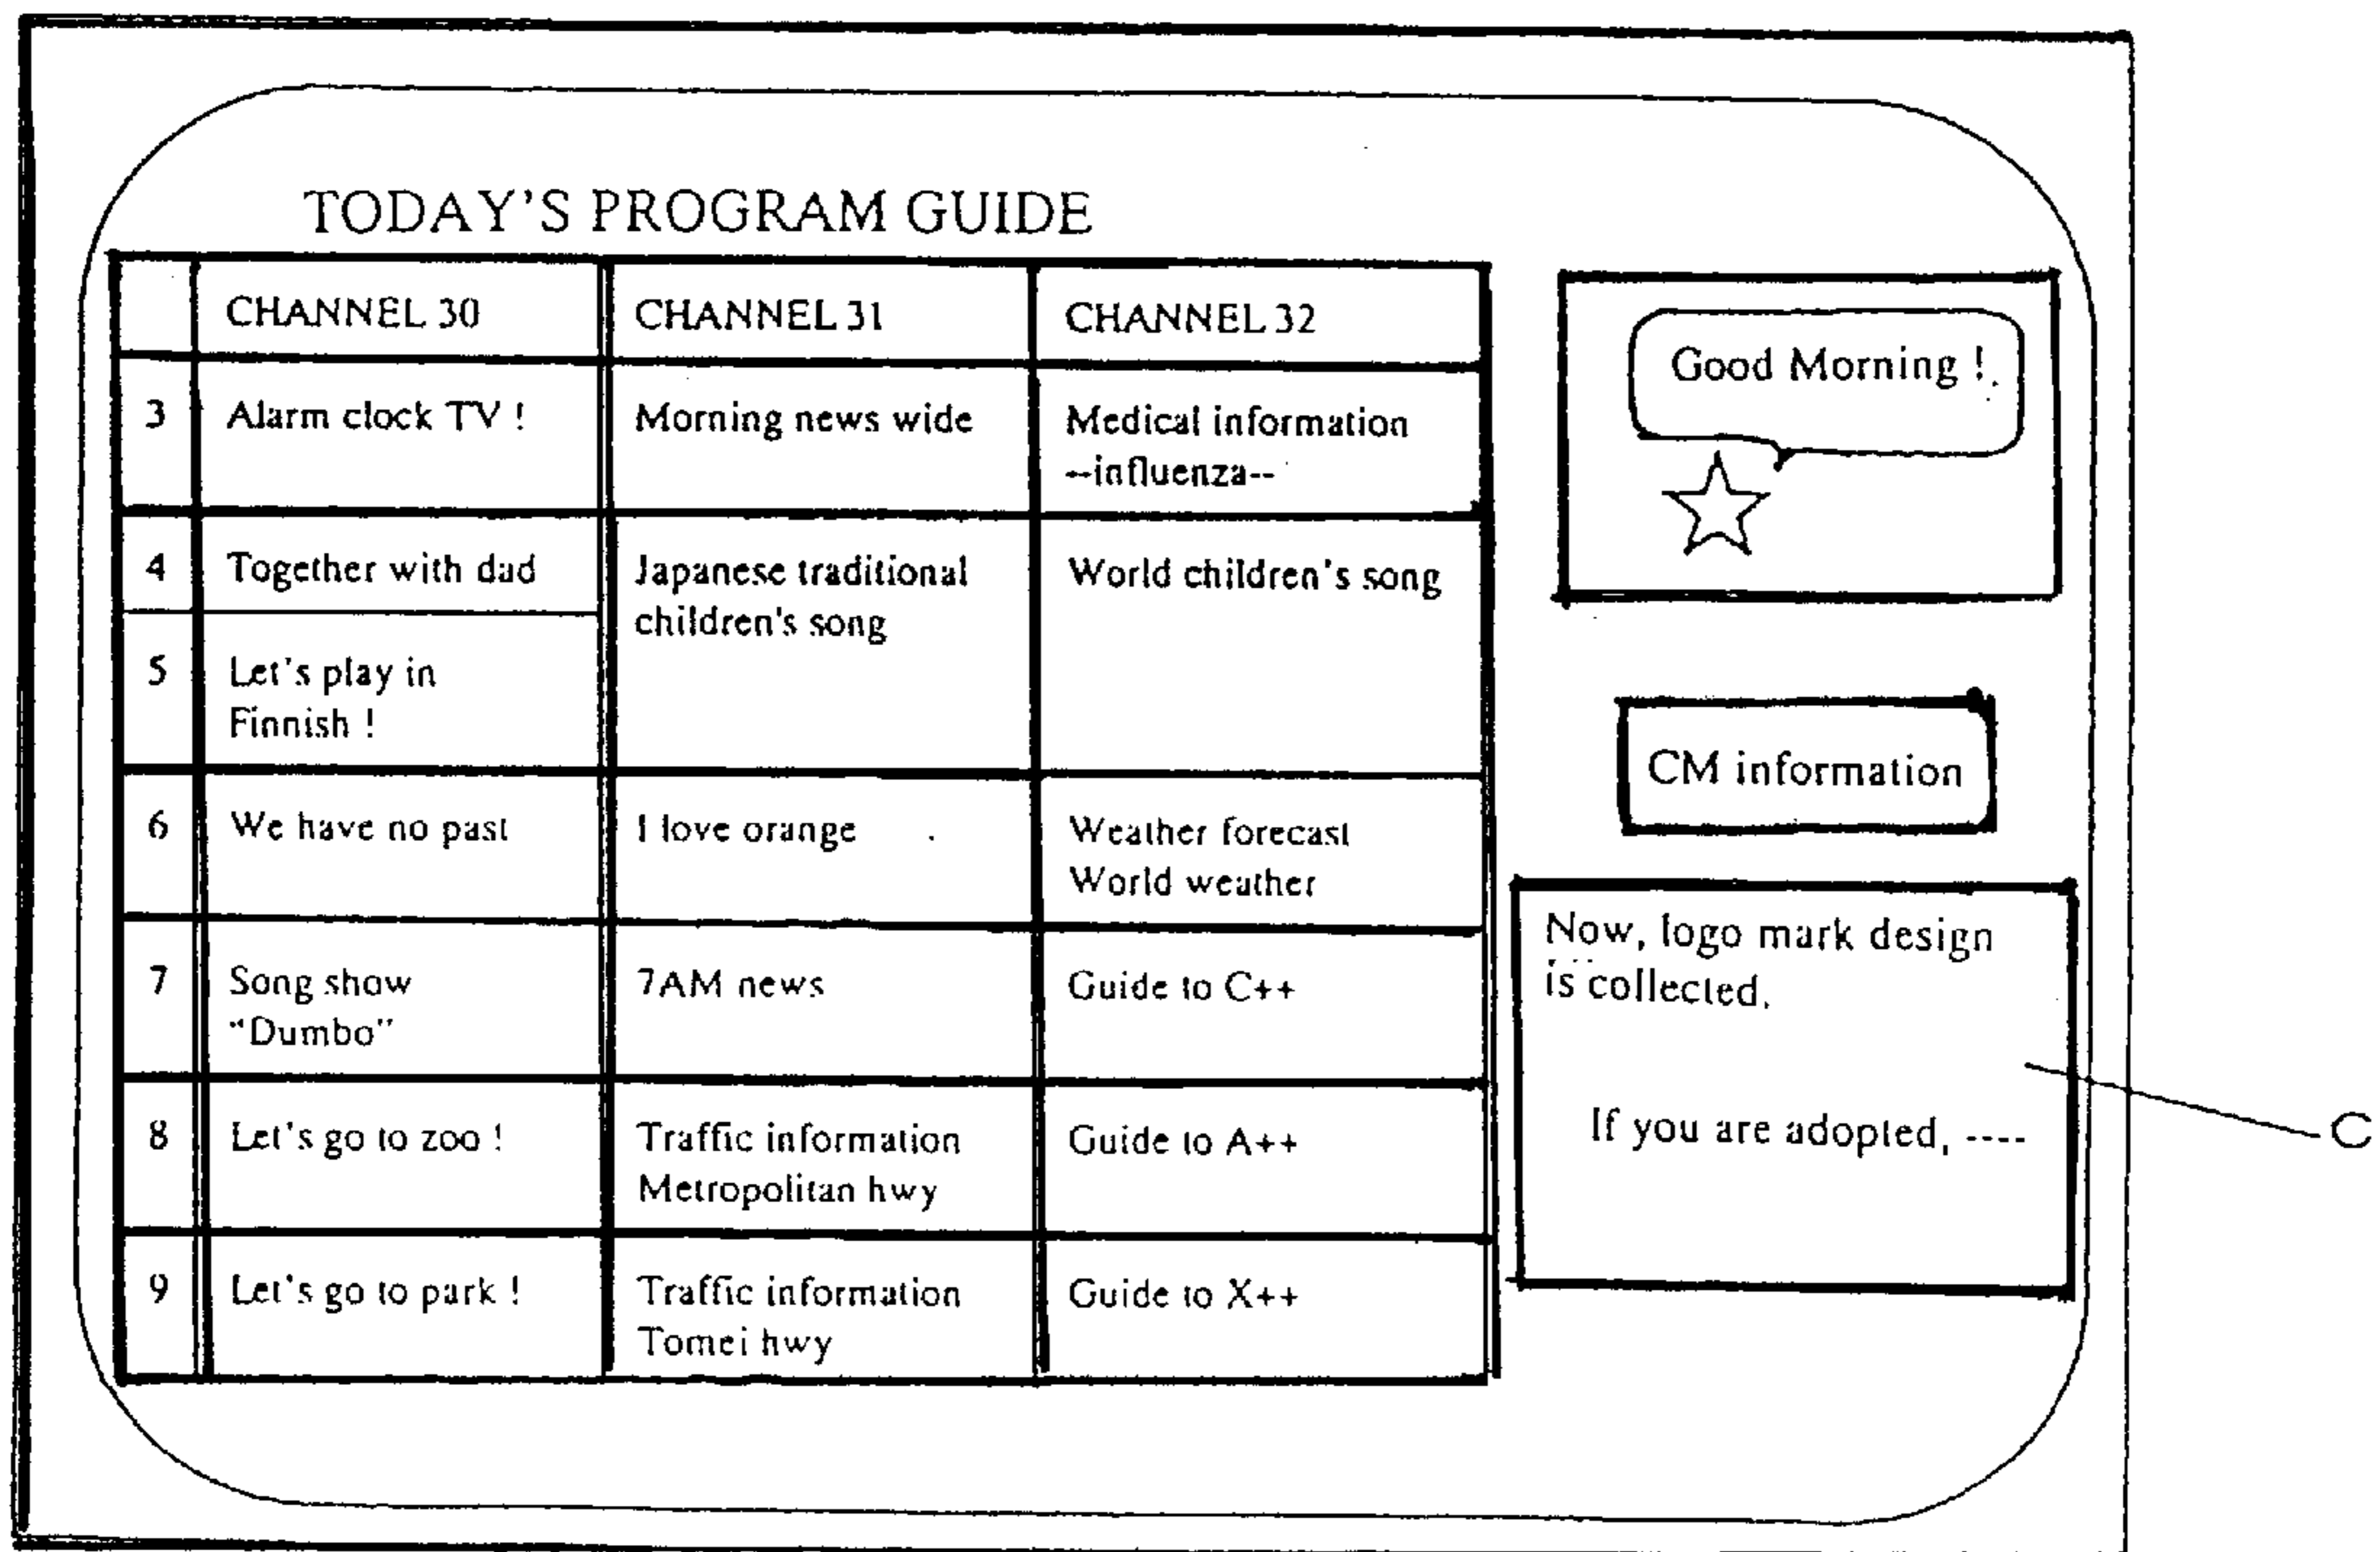 TODAY'S PROGRAM GUIDE
CHANNEL 30
CHANNEL 31
CHANNEL 32
3
Alarm clock TV !
Morning news wide
Medical information
--influenza--
4
Together with dad
Japanese traditional
children's song
World children's song
5
Let's play in
Finnish !
6
We have no past
I love orange
Weather forecast
World weather
7
Song show
"Dumbo"
7AM news
Guide to C++
8
Let's go to zoo !
Traffic information
Metropolitan hwy
Guide to A++
9
Let's go to park !
Traffic information
Tomei hwy
Guide to X++
Good Morning !
CM information
Now, logo mark design
is collected.
If you are adopted, ----
C